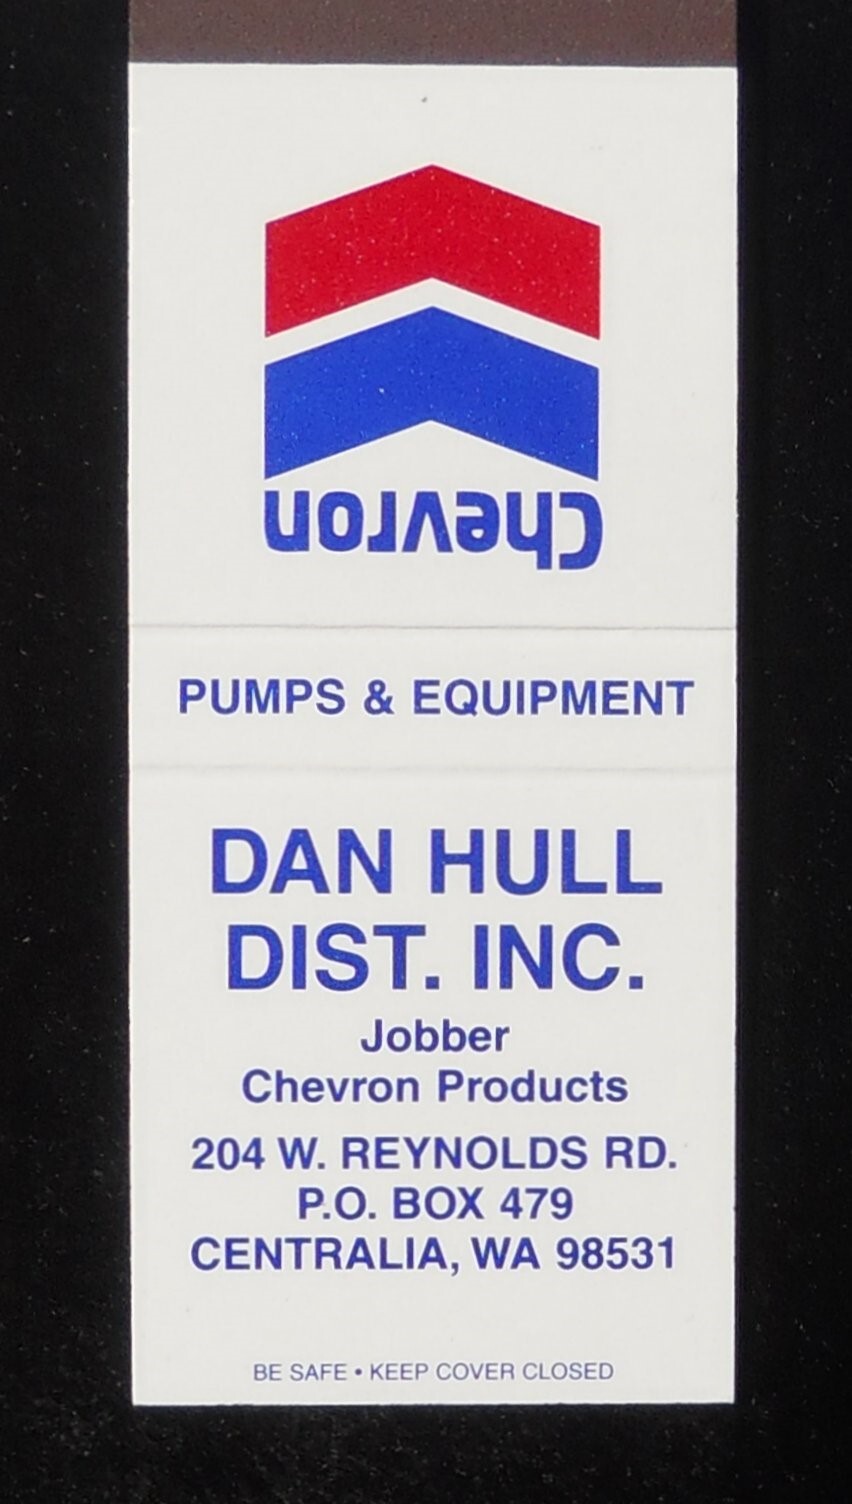 Chevron
PUMPS & EQUIPMENT
DAN HULL
DIST. INC.
Jobber
Chevron Products
204 W. REYNOLDS RD.
P.O. BOX 479
CENTRALIA, WA 98531
BE SAFE • KEEP COVER CLOSED